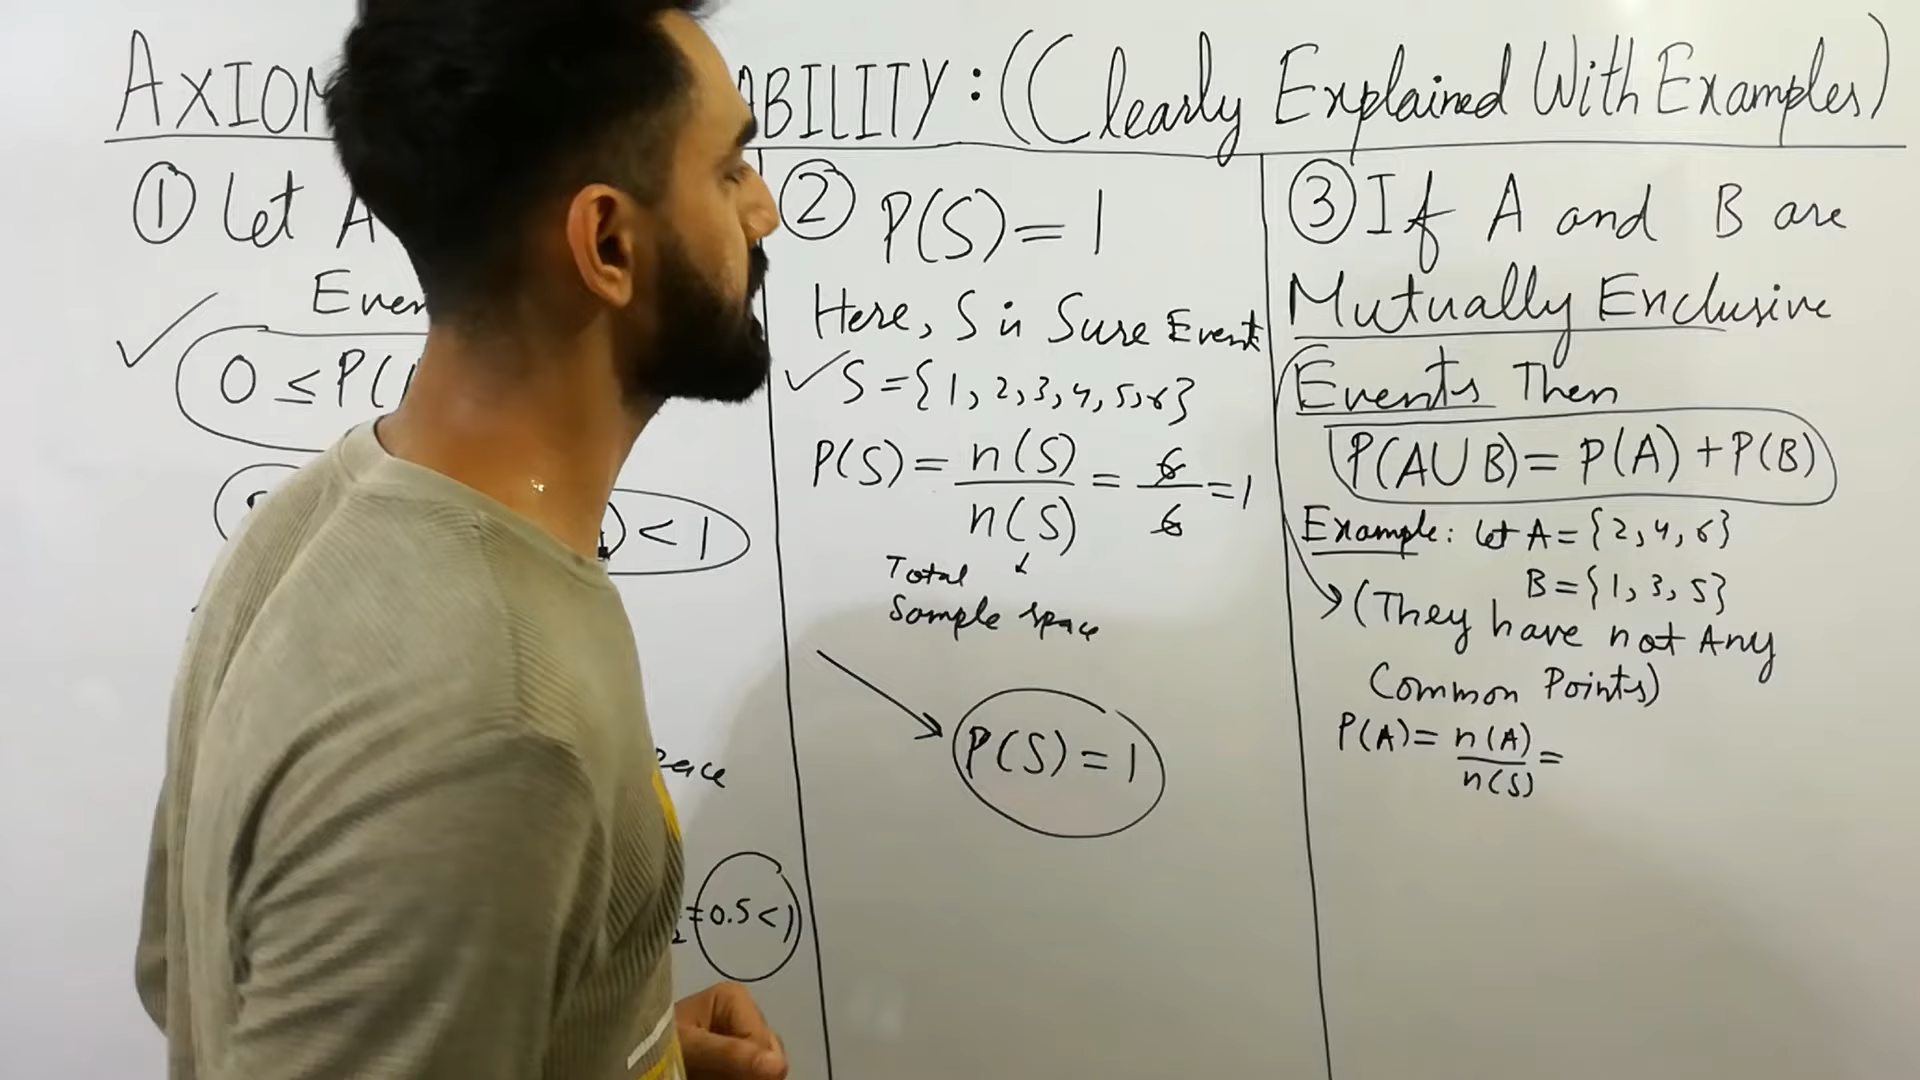 AXIOM ABILITY: (Clearly Explained With Examples)
① Let A
Even
0 ≤ P(
) < 1
pace
= 0.5 < 1
② P(S) = 1
Here, S is Sure Event
✓ S = {1, 2, 3, 4, 5, 6}
P(S) = n(S)/n(S) = 6/6 = 1
Total
Sample space
P(S) = 1
③ If A and B are
Mutually Exclusive
Events Then
P(A∪B) = P(A) + P(B)
Example: Let A = {2, 4, 6}
B = {1, 3, 5}
(They have not Any
Common Points)
P(A) = n(A)/n(S) =